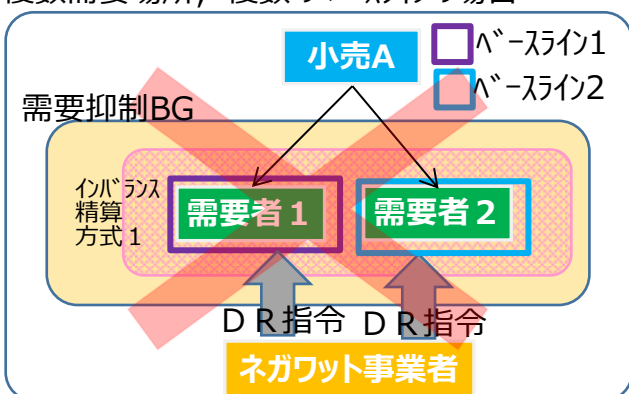 複数需要場所, 複数のベースラインの場合
小売A
ﾍﾞｰｽﾗｲﾝ1
ﾍﾞｰｽﾗｲﾝ2
需要抑制BG
ｲﾝﾊﾞﾗﾝｽ
精算
方式1
需要者1
需要者2
ＤＲ指令
ＤＲ指令
ネガワット事業者